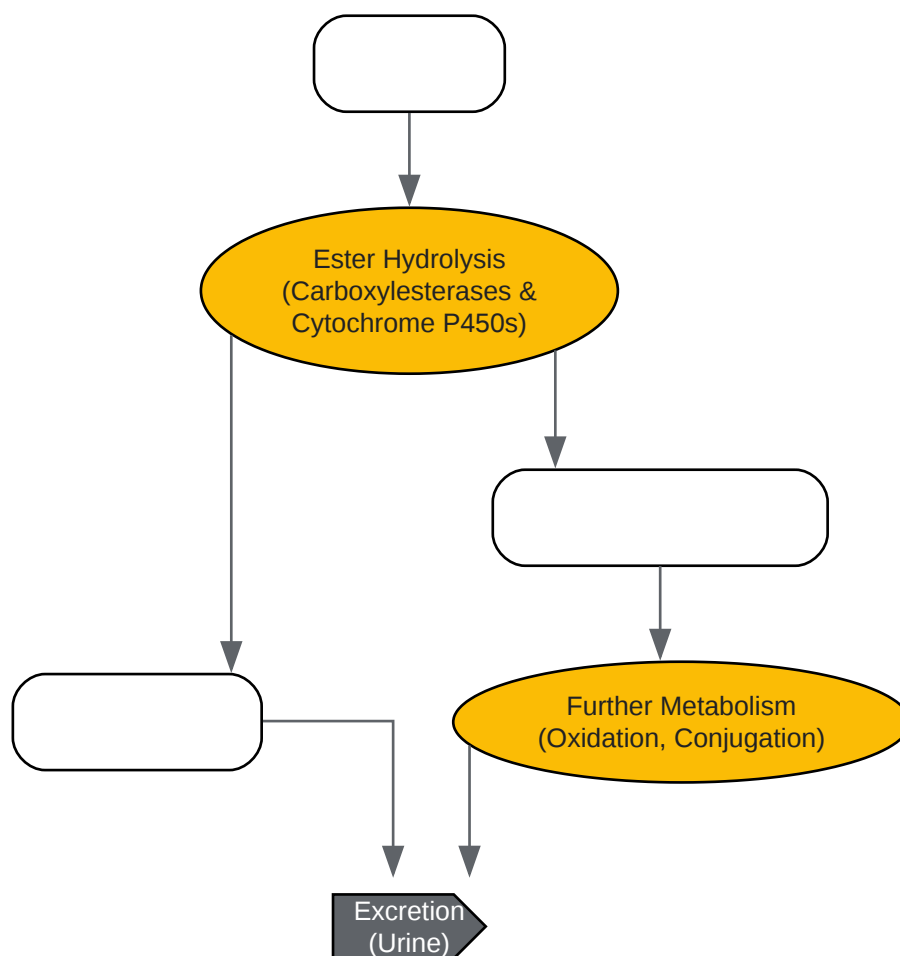 Ester Hydrolysis
(Carboxylesterases &
Cytochrome P450s)
Further Metabolism
(Oxidation, Conjugation)
Excretion
(Urine)